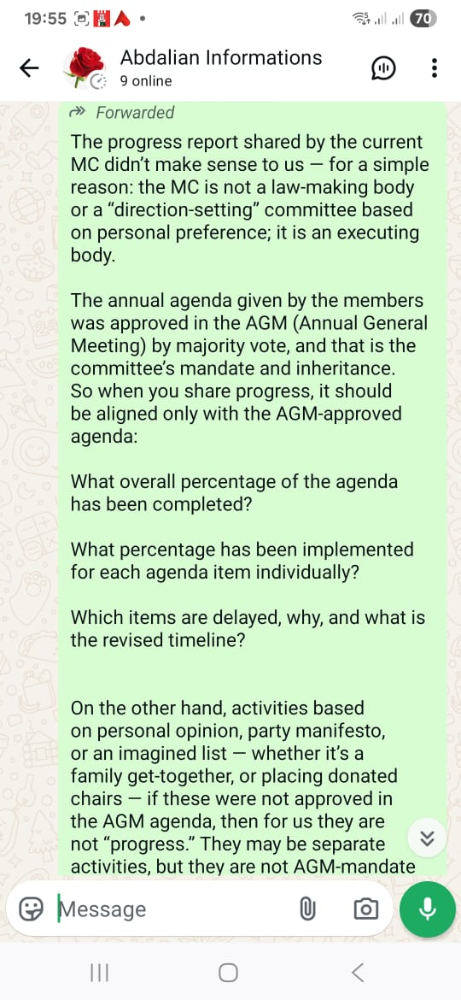 19:55
70
Abdalian Informations
9 online
Forwarded
The progress report shared by the current
MC didn’t make sense to us — for a simple
reason: the MC is not a law-making body
or a “direction-setting” committee based
on personal preference; it is an executing
body.
The annual agenda given by the members
was approved in the AGM (Annual General
Meeting) by majority vote, and that is the
committee’s mandate and inheritance.
So when you share progress, it should
be aligned only with the AGM-approved
agenda:
What overall percentage of the agenda
has been completed?
What percentage has been implemented
for each agenda item individually?
Which items are delayed, why, and what is
the revised timeline?
On the other hand, activities based
on personal opinion, party manifesto,
or an imagined list — whether it’s a
family get-together, or placing donated
chairs — if these were not approved in
the AGM agenda, then for us they are
not “progress.” They may be separate
activities, but they are not AGM-mandate
Message